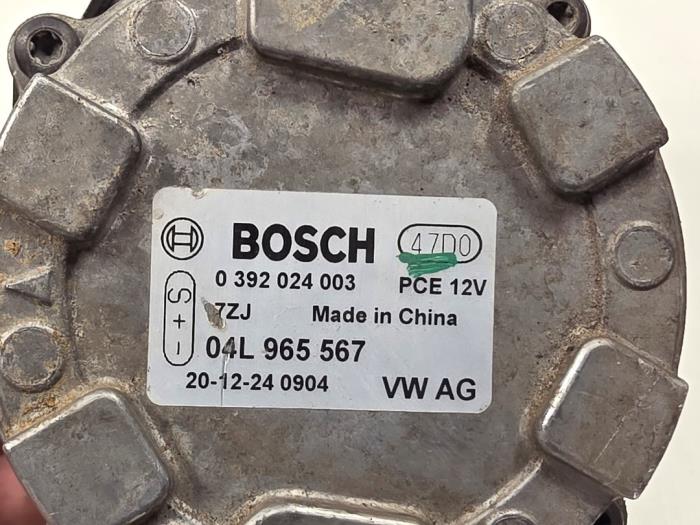 BOSCH 47D0
0 392 024 003 PCE 12V
7ZJ Made in China
S + -
04L 965 567
20-12-24 0904 VW AG